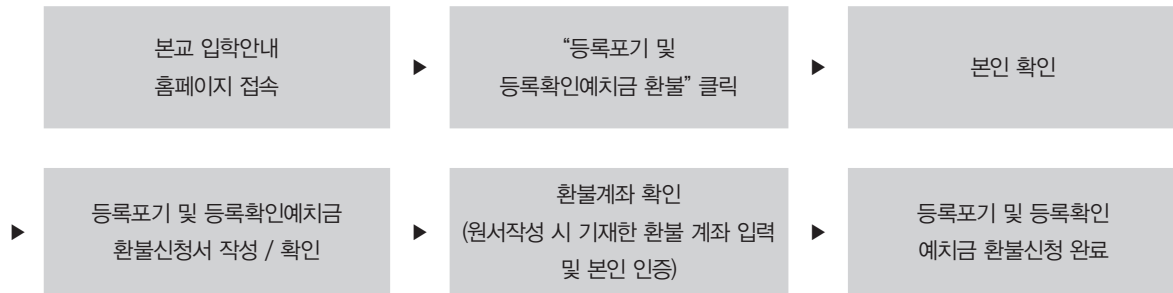 본교 입학안내
홈페이지 접속
▶
“등록포기 및
등록확인예치금 환불” 클릭
▶
본인 확인
▶
등록포기 및 등록확인예치금
환불신청서 작성 / 확인
▶
환불계좌 확인
(원서작성 시 기재한 환불 계좌 입력
및 본인 인증)
▶
등록포기 및 등록확인
예치금 환불신청 완료